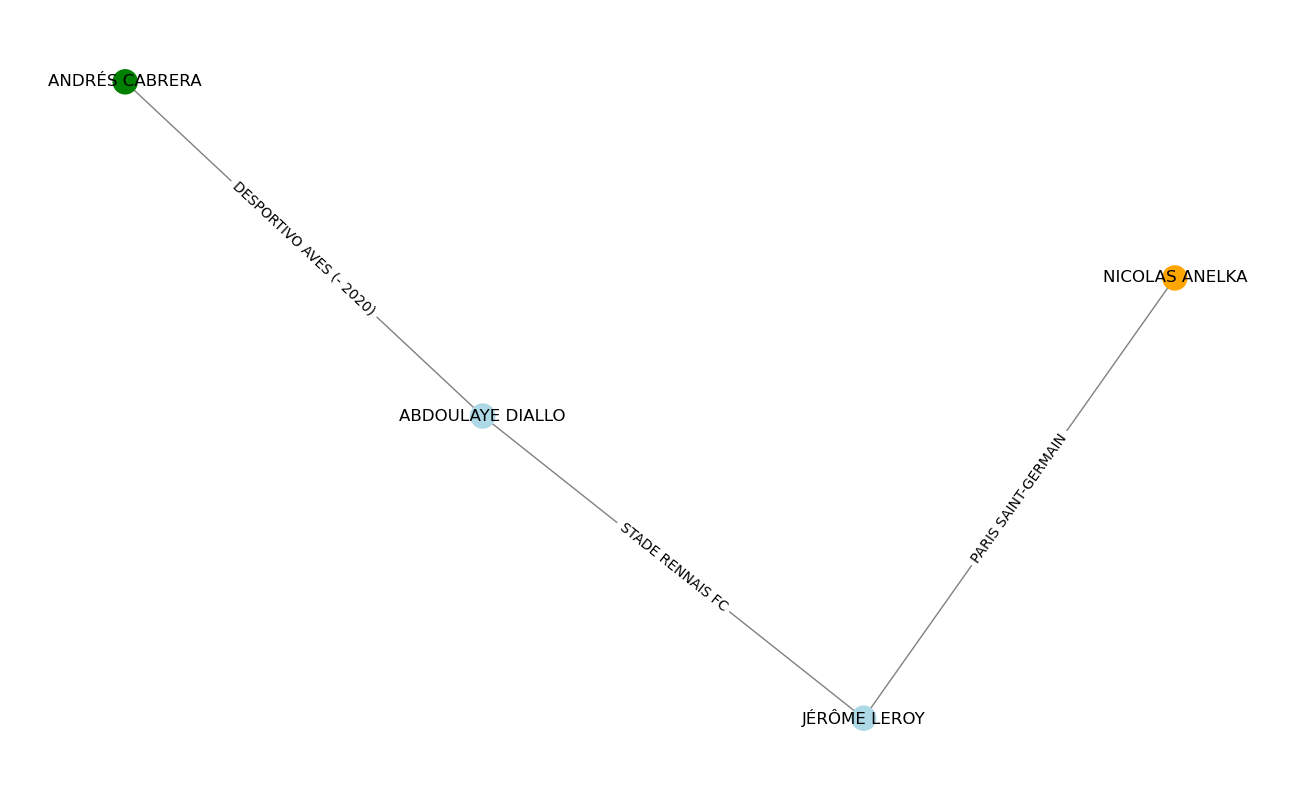 ANDRÉS CABRERA
DESPORTIVO AVES (- 2020)
NICOLAS ANELKA
ABDOULAYE DIALLO
PARIS SAINT-GERMAIN
STADE RENNAIS FC
JÉRÔME LEROY